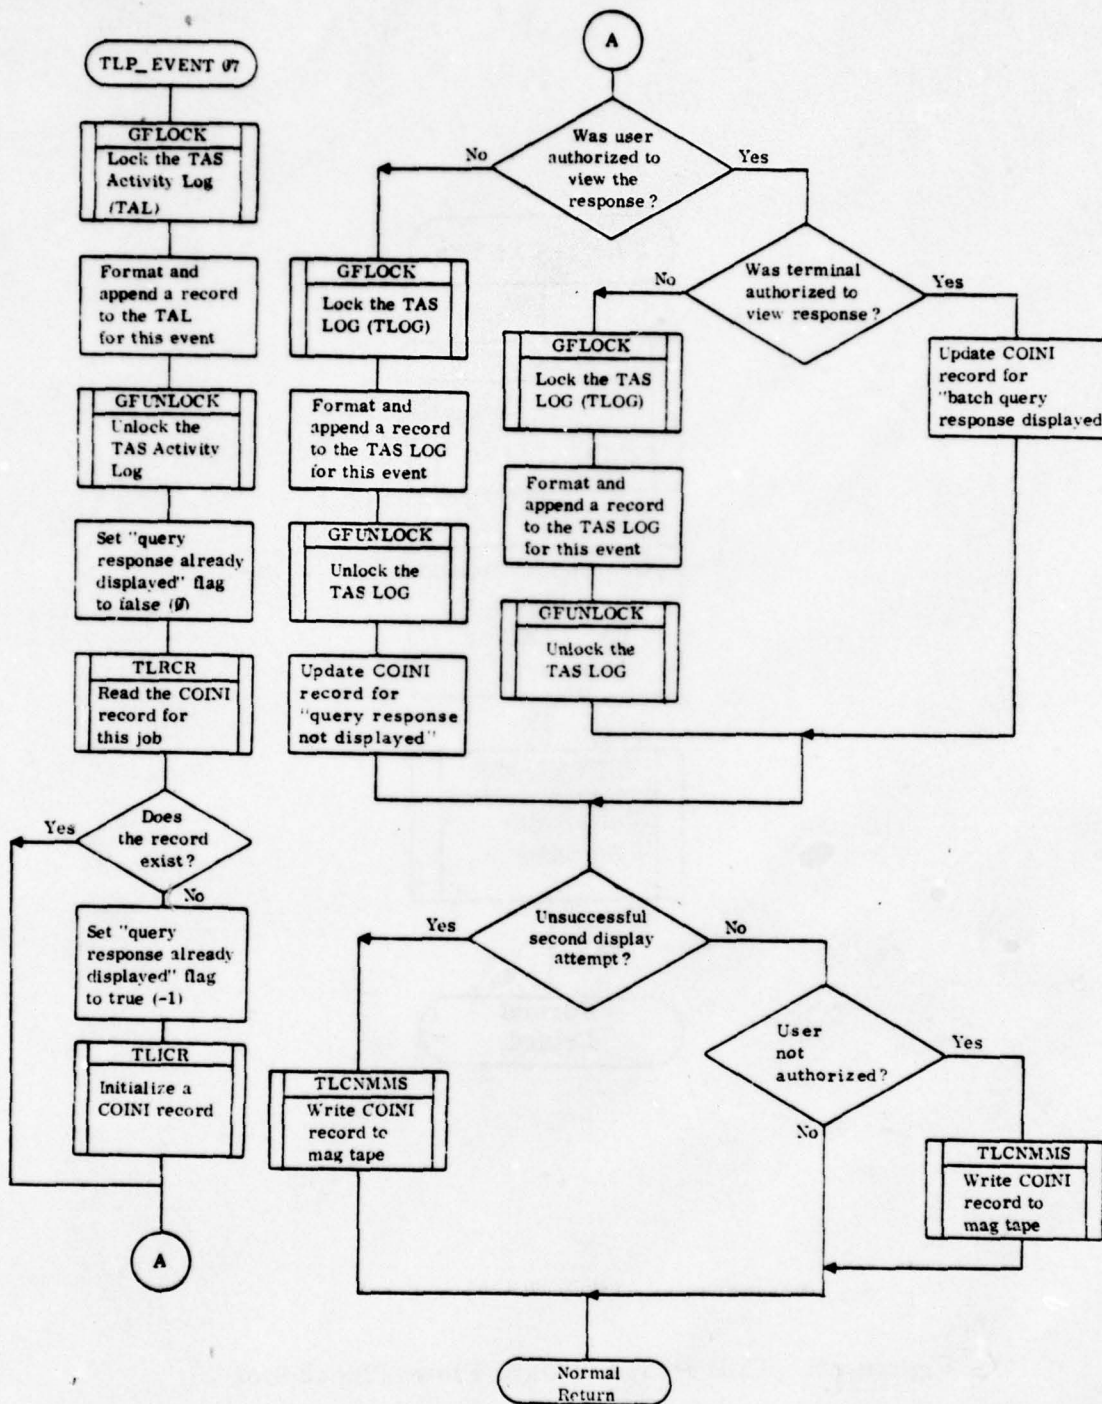 TLP_EVENT 07
GFLOCK
Lock the TAS
Activity Log
(TAL)
Format and
append a record
to the TAL
for this event
GFUNLOCK
Unlock the
TAS Activity
Log
Set "query
response already
displayed" flag
to false (0)
TLRCR
Read the COINI
record for
this job
Does
the record
exist?
Yes
No
Set "query
response already
displayed" flag
to true (-1)
TLICR
Initialize a
COINI record
A
A
Was user
authorized to
view the
response?
No
Yes
GFLOCK
Lock the TAS
LOG (TLOG)
Format and
append a record
to the TAS LOG
for this event
GFUNLOCK
Unlock the
TAS LOG
Update COINI
record for
"query response
not displayed"
Was terminal
authorized to
view response?
No
Yes
GFLOCK
Lock the TAS
LOG (TLOG)
Format and
append a record
to the TAS LOG
for this event
GFUNLOCK
Unlock the
TAS LOG
Update COINI
record for
"batch query
response displayed
Unsuccessful
second display
attempt?
Yes
No
TLCNMMS
Write COINI
record to
mag tape
User
not
authorized?
Yes
No
TLCNMMS
Write COINI
record to
mag tape
Normal
Return